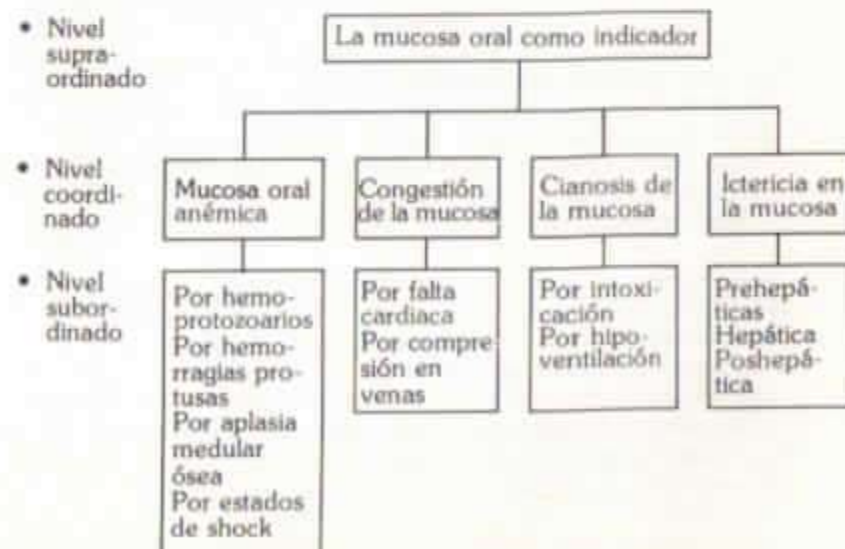 • Nivel
supra-
ordinado
La mucosa oral como indicador
• Nivel
coordi-
nado
Mucosa oral
anémica
Congestión
de la mucosa
Cianosis de
la mucosa
Ictericia en
la mucosa
• Nivel
subor-
dinado
Por hemo-
protozoarios
Por hemo-
rragias pro-
tusas
Por aplasia
medular
ósea
Por estados
de shock
Por falta
cardiaca
Por compre
sión en
venas
Por intoxi-
cación
Por hipo-
ventilación
Prehepá-
ticas
Hepática
Poshepá-
tica